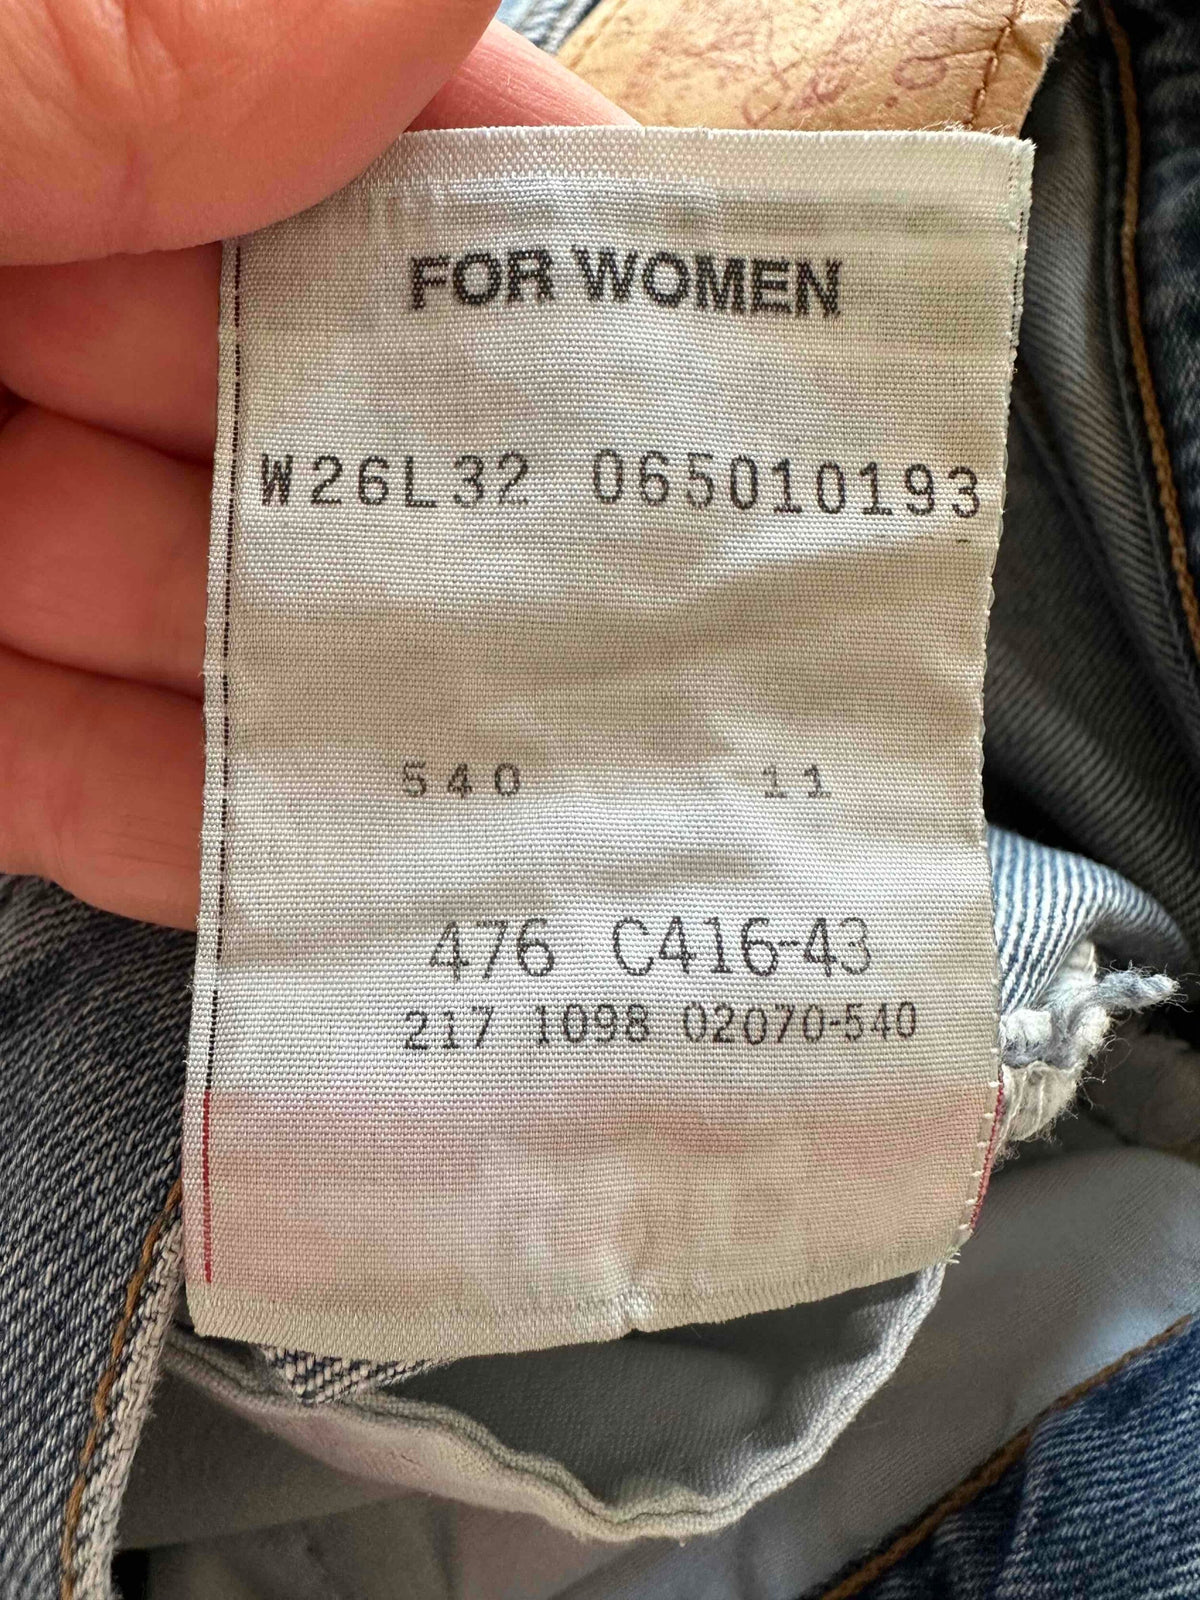 FOR WOMEN
W26L32 065010193
540 11
476 C416-43
217 1098 02070-540